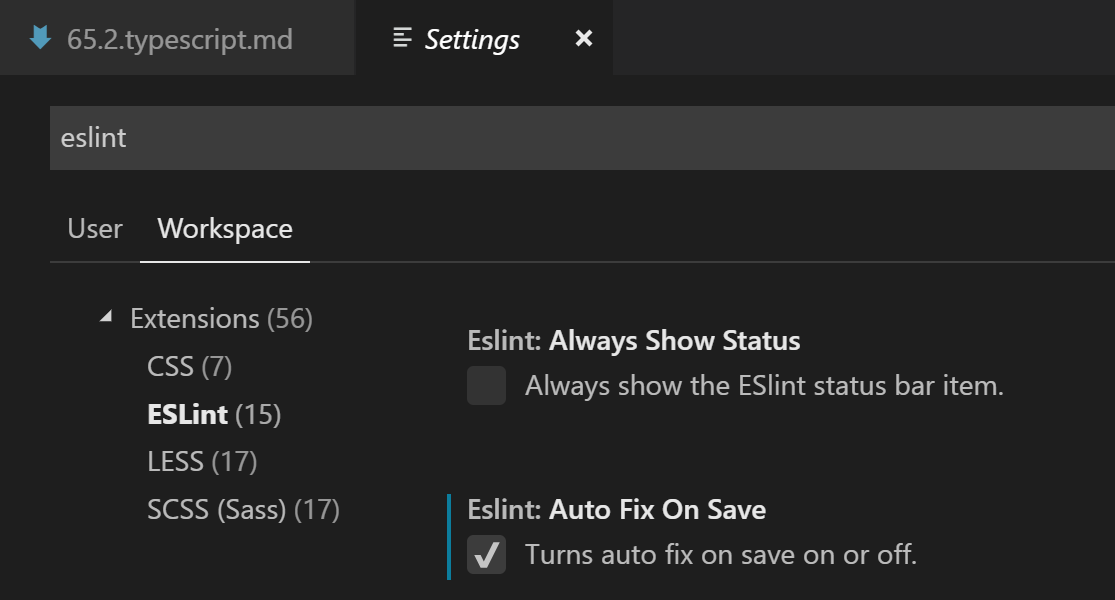 65.2.typescript.md
Settings
eslint
User Workspace
Extensions (56)
CSS (7)
ESLint (15)
LESS (17)
SCSS (Sass) (17)
Eslint: Always Show Status
Always show the ESlint status bar item.
Eslint: Auto Fix On Save
Turns auto fix on save on or off.